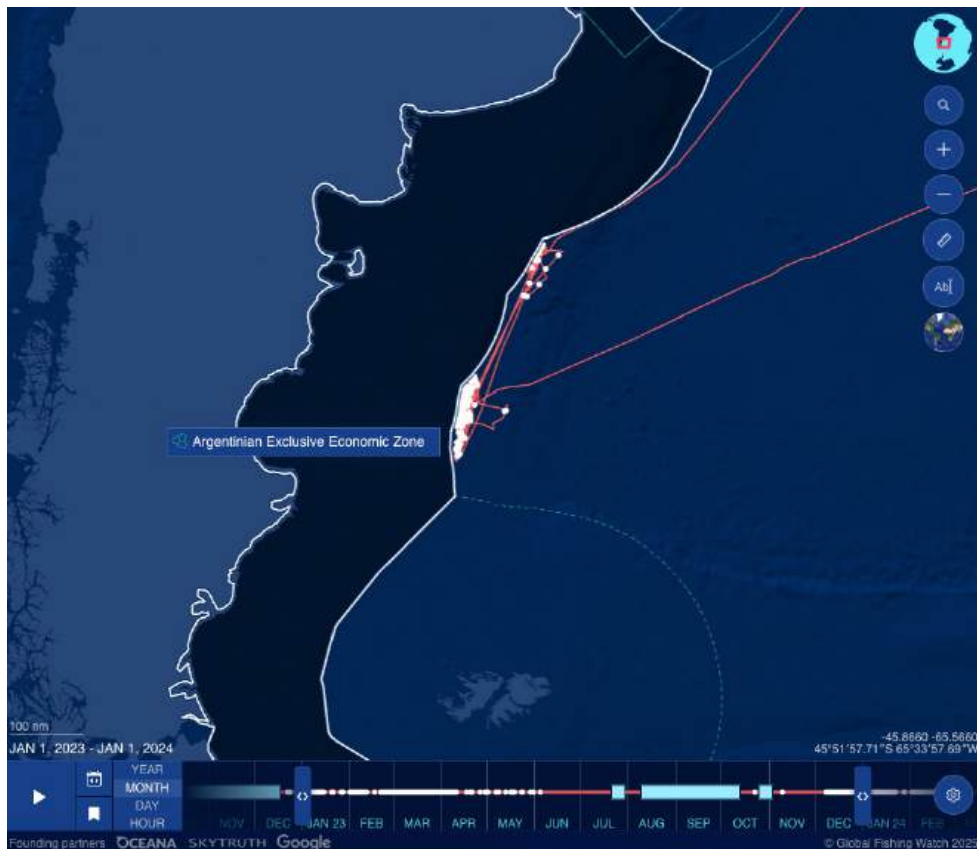 Abl
Argentinian Exclusive Economic Zone
100 nm
JAN 1, 2023 - JAN 1, 2024
-45.8660 -65.5660
45°51'57.71"S 65°33'57.69"W
YEAR
MONTH
DAY
HOUR
NOV DEC JAN 23 FEB MAR APR MAY JUN JUL AUG SEP OCT NOV DEC JAN 24 FEB
Founding partners OCEANA SKYTRUTH Google
© Global Fishing Watch 2023